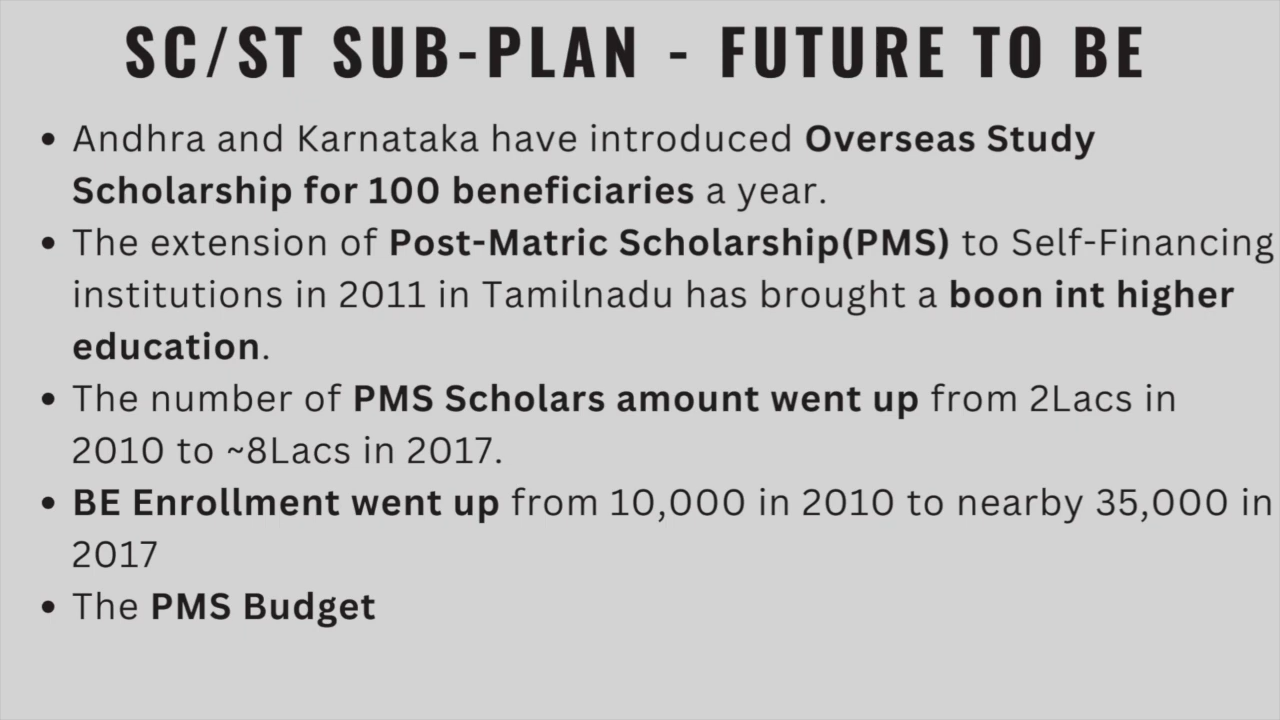 SC/ST SUB-PLAN - FUTURE TO BE
• Andhra and Karnataka have introduced Overseas Study
Scholarship for 100 beneficiaries a year.
• The extension of Post-Matric Scholarship(PMS) to Self-Financing
institutions in 2011 in Tamilnadu has brought a boon int higher
education.
• The number of PMS Scholars amount went up from 2Lacs in
2010 to ~8Lacs in 2017.
• BE Enrollment went up from 10,000 in 2010 to nearby 35,000 in
2017
• The PMS Budget